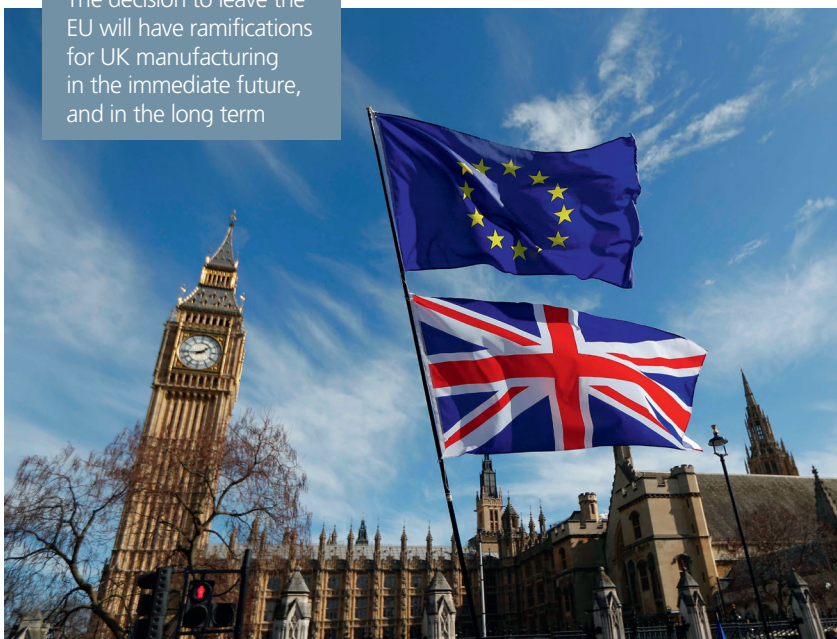 The decision to leave the
EU will have ramifications
for UK manufacturing
in the immediate future,
and in the long term